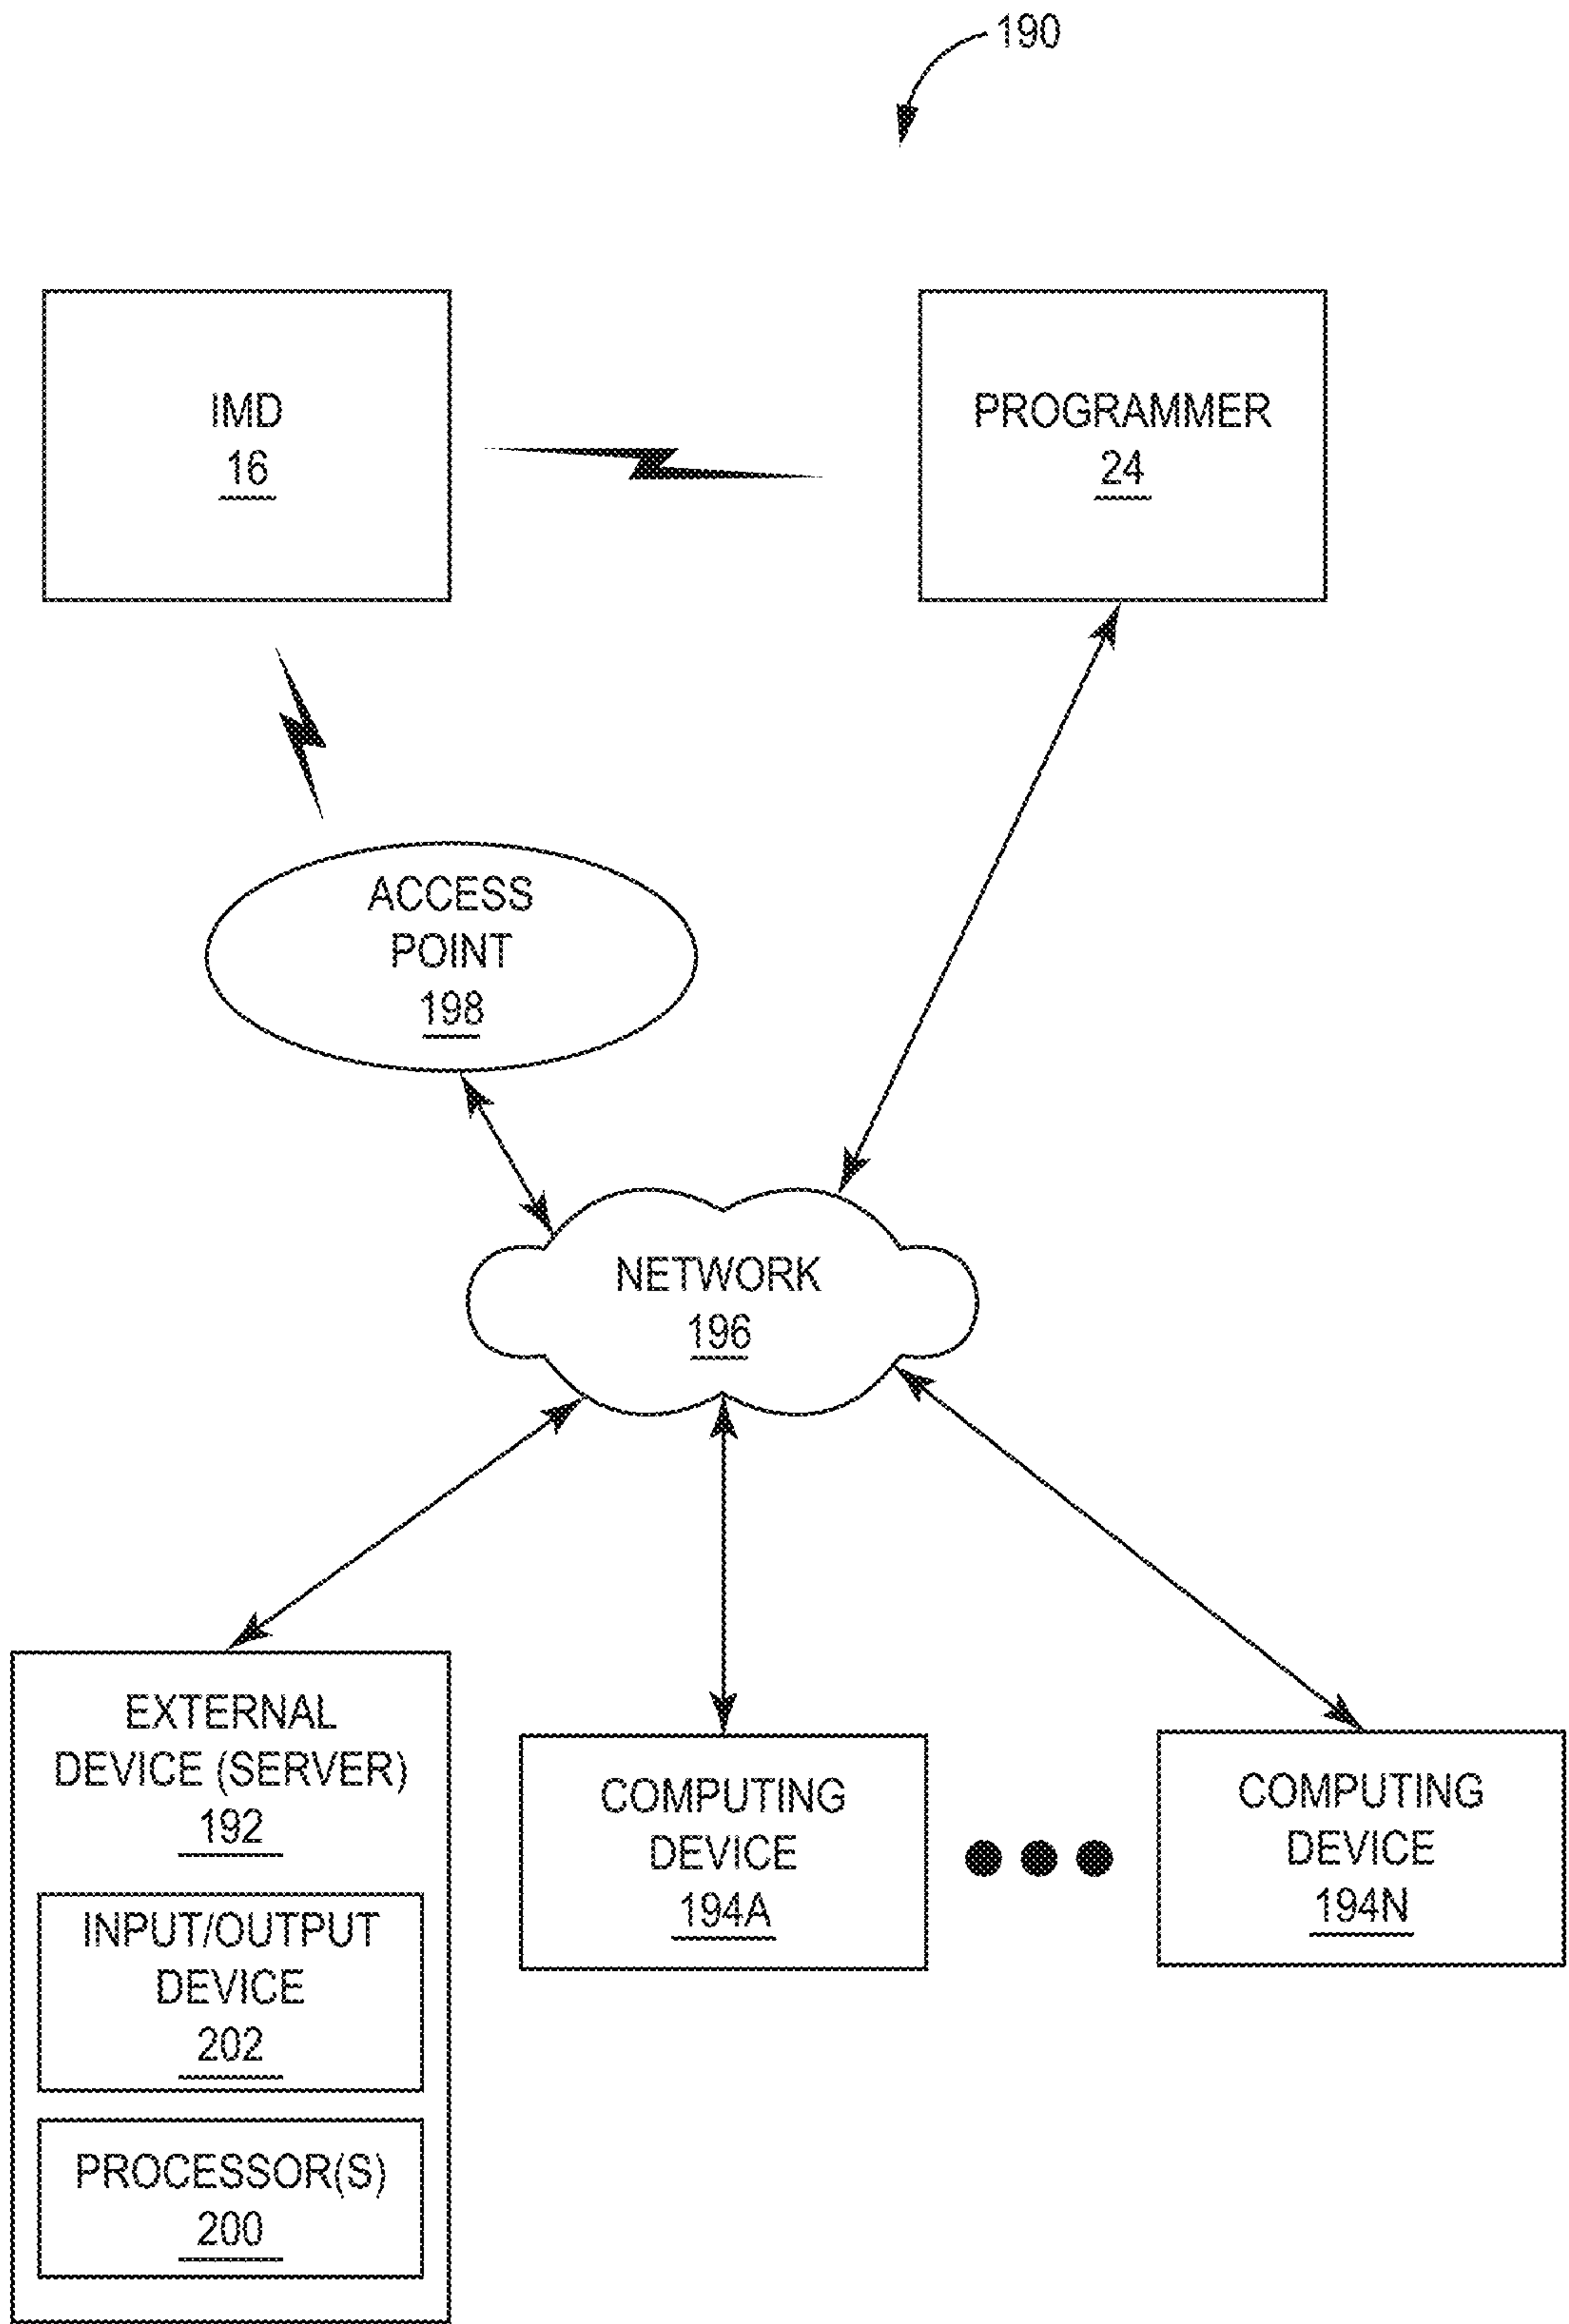 190
IMD
16
PROGRAMMER
24
ACCESS
POINT
198
NETWORK
196
EXTERNAL
DEVICE (SERVER)
192
INPUT/OUTPUT
DEVICE
202
PROCESSOR(S)
200
COMPUTING
DEVICE
194A
COMPUTING
DEVICE
194N